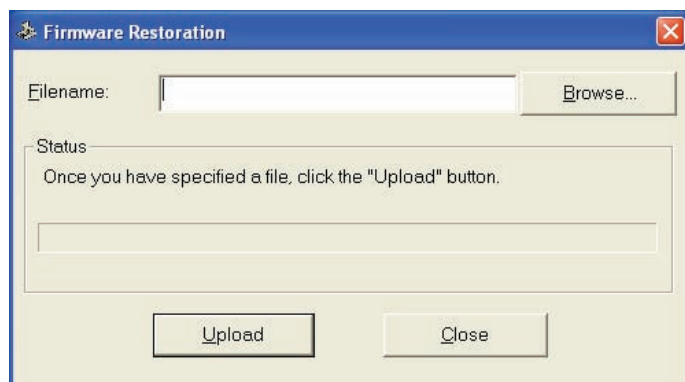 Firmware Restoration
Filename:
Browse...
Status
Once you have specified a file, click the "Upload" button.
Upload
Close